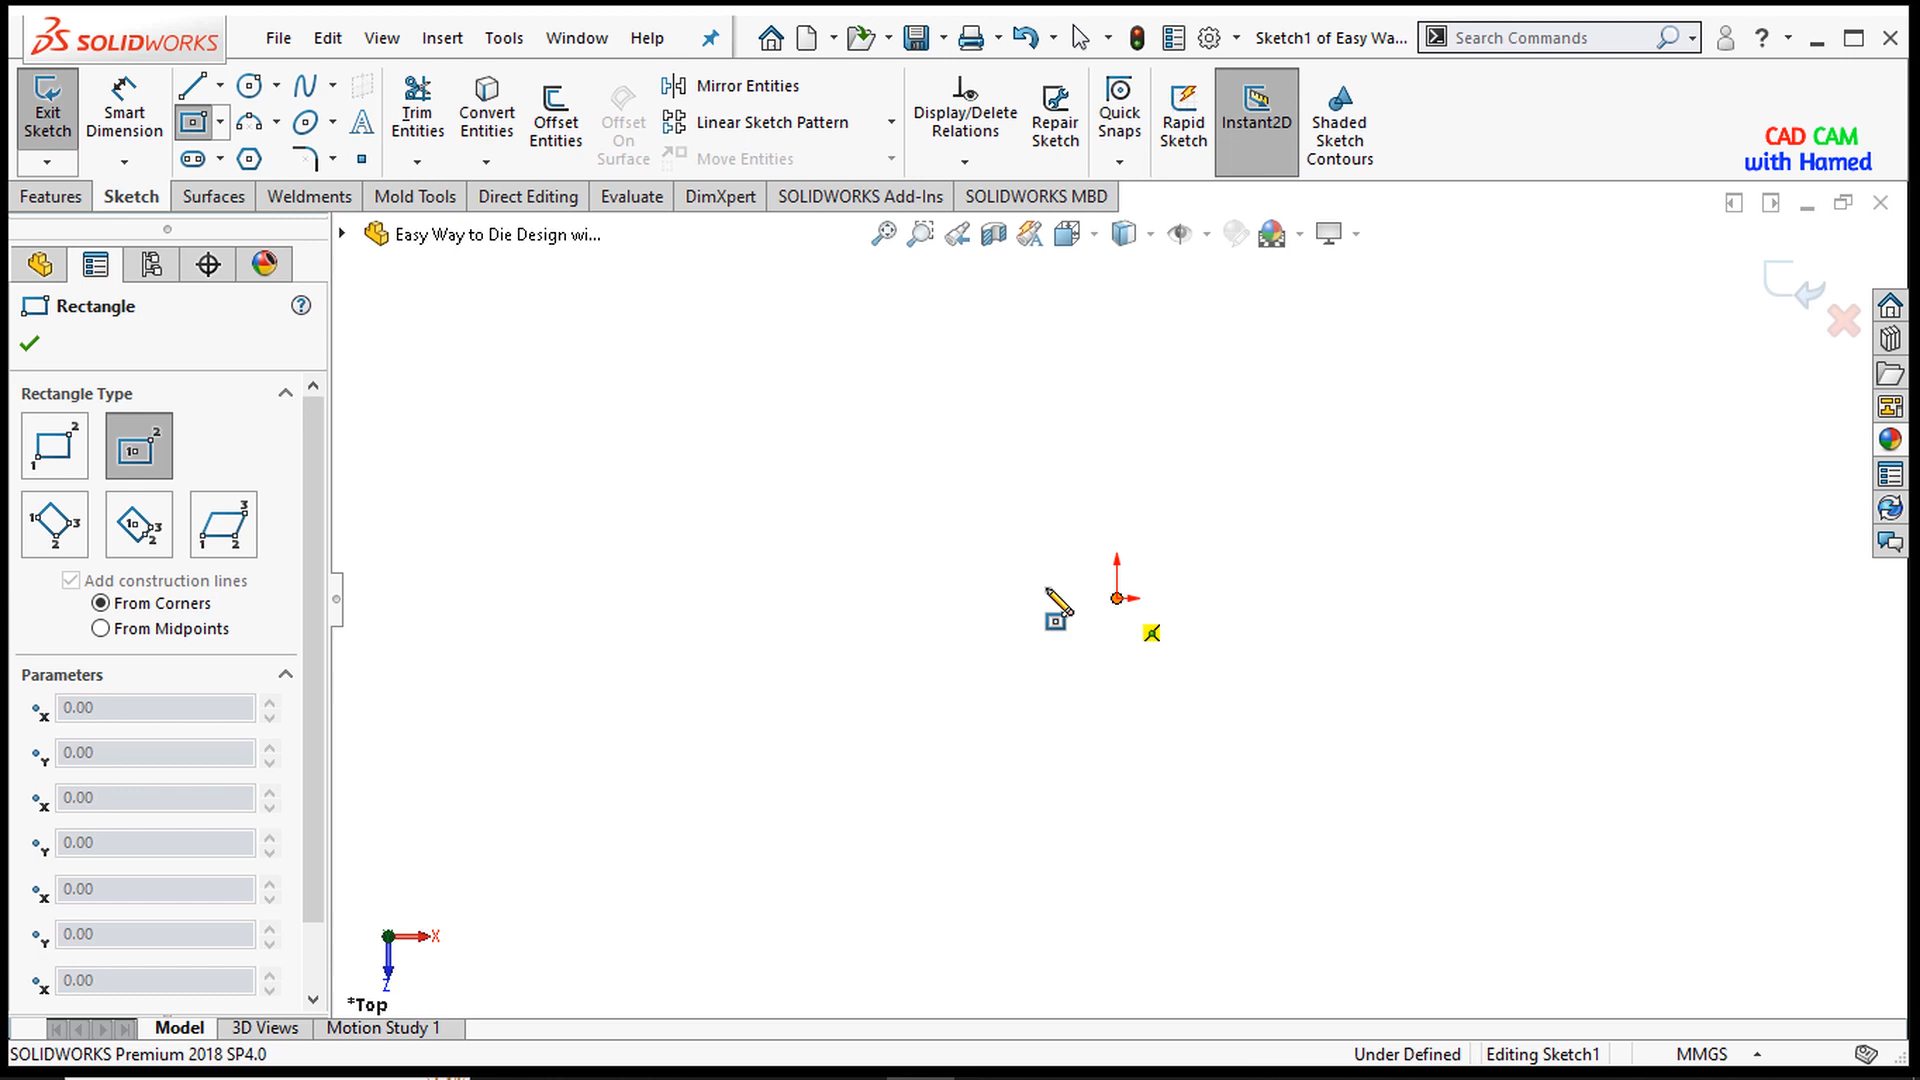 SOLIDWORKS
File Edit View Insert Tools Window Help
Sketch1 of Easy Wa...
Search Commands
?
Exit Sketch
Smart Dimension
Trim Entities
Convert Entities
Offset Entities
Offset On Surface
Mirror Entities
Linear Sketch Pattern
Move Entities
Display/Delete Relations
Repair Sketch
Quick Snaps
Rapid Sketch
Instant2D
Shaded Sketch Contours
CAD CAM
with Hamed
Features Sketch Surfaces Weldments Mold Tools Direct Editing Evaluate DimXpert SOLIDWORKS Add-Ins SOLIDWORKS MBD
Easy Way to Die Design wi...
Rectangle
Rectangle Type
Add construction lines
From Corners
From Midpoints
Parameters
X 0.00
Y 0.00
X 0.00
Y 0.00
X 0.00
Y 0.00
X 0.00
X
Z
*Top
Model 3D Views Motion Study 1
SOLIDWORKS Premium 2018 SP4.0
Under Defined Editing Sketch1 MMGS